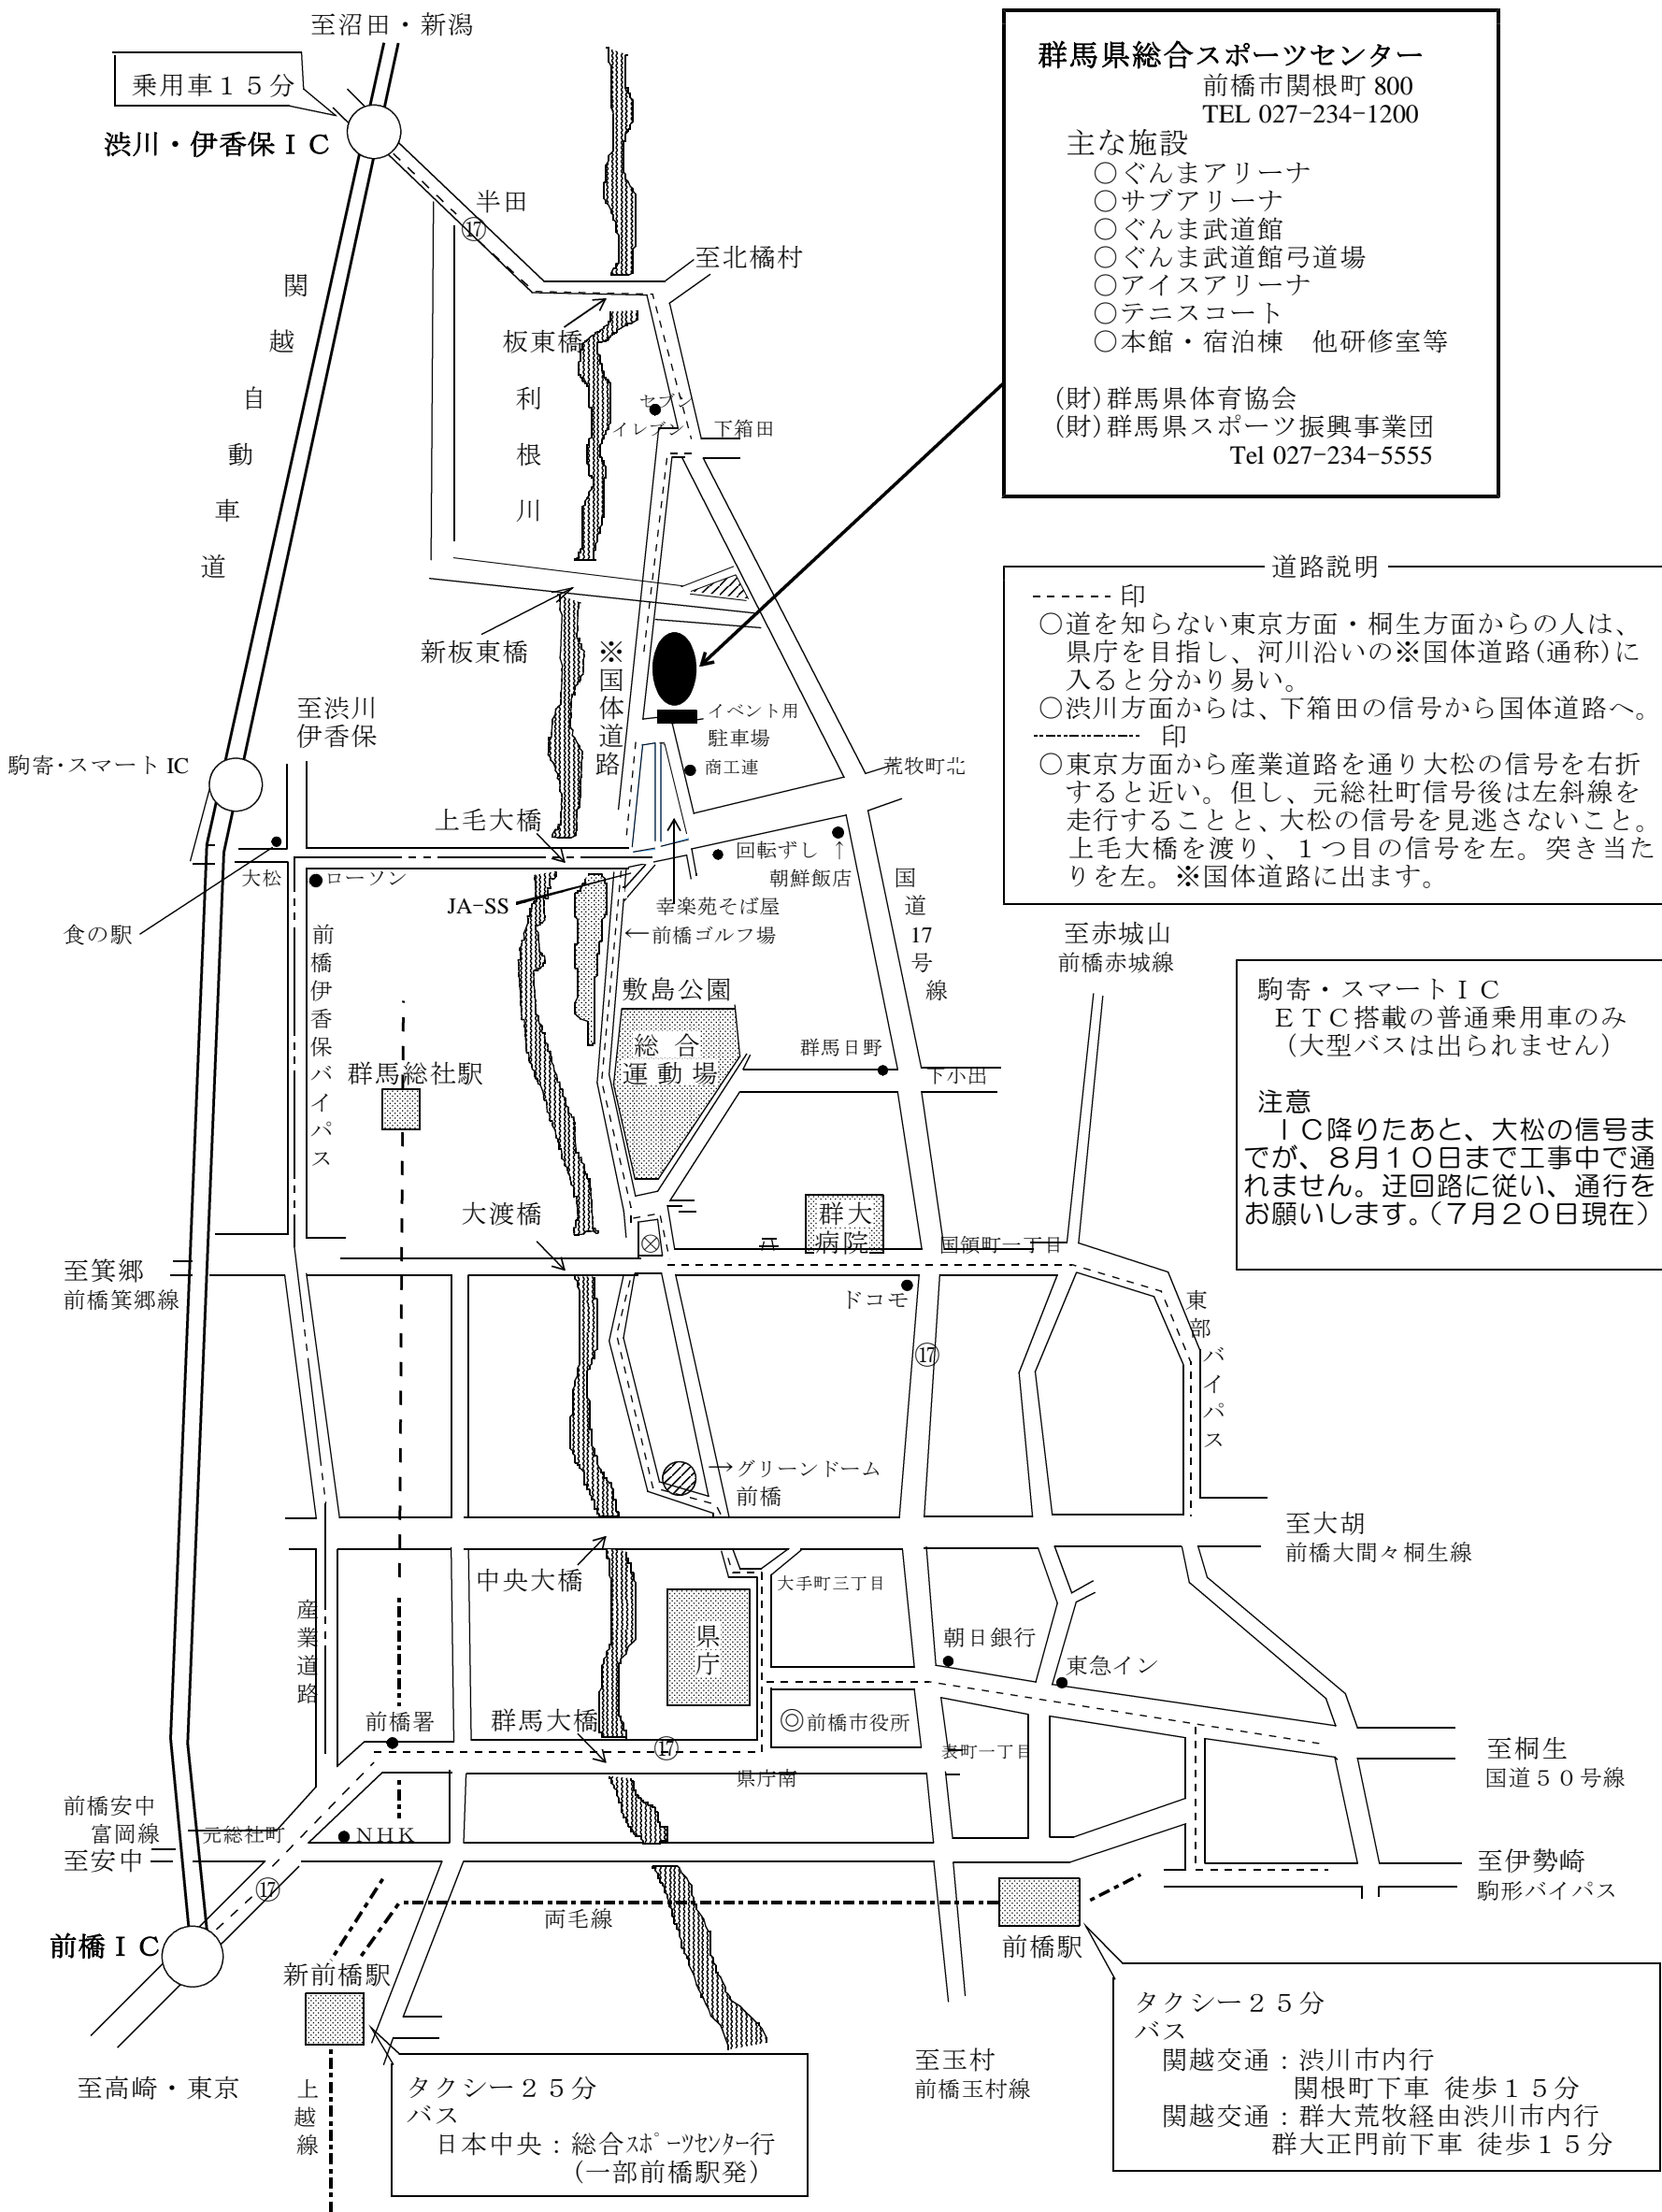 至沼田・新潟
乗用車１５分
渋川・伊香保ＩＣ
半田
⑰
至北橘村
関越自動車道
板東橋
利根川
セブン
イレブン
下箱田
群馬県総合スポーツセンター
前橋市関根町 800
TEL 027-234-1200
主な施設
○ぐんまアリーナ
○サブアリーナ
○ぐんま武道館
○ぐんま武道館弓道場
○アイスアリーナ
○テニスコート
○本館・宿泊棟　他研修室等
(財)群馬県体育協会
(財)群馬県スポーツ振興事業団
Tel 027-234-5555
道路説明
------ 印
○道を知らない東京方面・桐生方面からの人は、
県庁を目指し、河川沿いの※国体道路(通称)に
入ると分かり易い。
○渋川方面からは、下箱田の信号から国体道路へ。
印
○東京方面から産業道路を通り大松の信号を右折
すると近い。但し、元総社町信号後は左斜線を
走行することと、大松の信号を見逃さないこと。
上毛大橋を渡り、１つ目の信号を左。突き当た
りを左。※国体道路に出ます。
新板東橋
※国体道路
至渋川
伊香保
イベント用
駐車場
駒寄・スマート IC
商工連
荒牧町北
上毛大橋
回転ずし ↑
朝鮮飯店
大松
ローソン
JA-SS
幸楽苑そば屋
←前橋ゴルフ場
食の駅
前橋伊香保バイパス
国道17号線
至赤城山
前橋赤城線
敷島公園
総合
運動場
群馬日野
下小出
群馬総社駅
駒寄・スマートＩＣ
ＥＴＣ搭載の普通乗用車のみ
（大型バスは出られません）
注意
ＩＣ降りたあと、大松の信号ま
でが、８月１０日まで工事中で通
れません。迂回路に従い、通行を
お願いします。（７月２０日現在）
大渡橋
群大
病院
国領町一丁目
至箕郷
前橋箕郷線
ドコモ
東部バイパス
⑰
→グリーンドーム
前橋
至大胡
前橋大間々桐生線
中央大橋
大手町三丁目
産業道路
県庁
朝日銀行
東急イン
前橋署
群馬大橋
⑰
◎前橋市役所
表町一丁目
県庁南
至桐生
国道５０号線
前橋安中
富岡線
至安中
元総社町
NHK
⑰
至伊勢崎
駒形バイパス
両毛線
前橋ＩＣ
前橋駅
新前橋駅
至高崎・東京
上越線
タクシー２５分
バス
日本中央：総合スポーツセンター行
（一部前橋駅発）
至玉村
前橋玉村線
タクシー２５分
バス
関越交通：渋川市内行
関根町下車 徒歩１５分
関越交通：群大荒牧経由渋川市内行
群大正門前下車 徒歩１５分